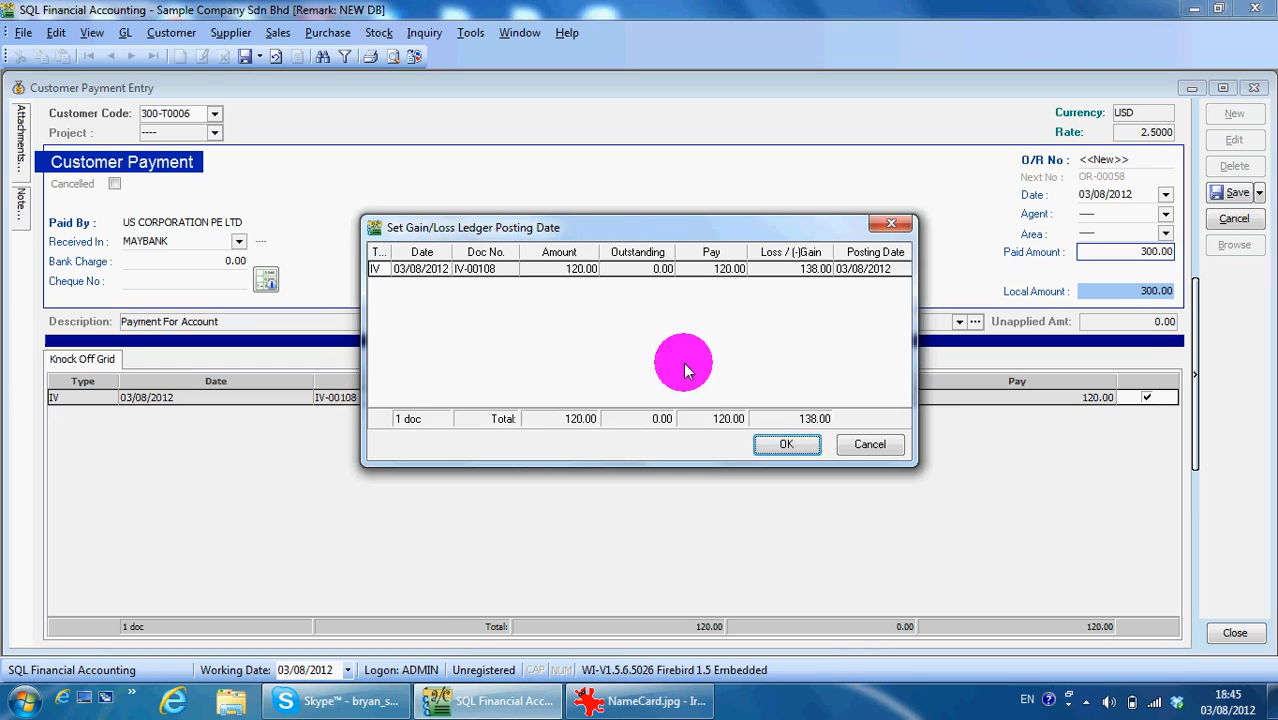 SQL Financial Accounting - Sample Company Sdn Bhd [Remark: NEW DB]
File Edit View GL Customer Supplier Sales Purchase Stock Inquiry Tools Window Help
Customer Payment Entry
Attachments...
Note...
Customer Code: 300-T0006
Project : ----
Currency: USD
Rate: 2.5000
Customer Payment
Cancelled
O/R No : <<New>>
Next No : OR-00058
Date : 03/08/2012
Agent : ----
Area : ----
Paid Amount : 300.00
Local Amount : 300.00
Paid By : US CORPORATION PE LTD
Received In : MAYBANK ----
Bank Charge : 0.00
Cheque No :
Description: Payment For Account
Unapplied Amt: 0.00
New
Edit
Delete
Save
Cancel
Browse
Set Gain/Loss Ledger Posting Date
T... Date Doc No. Amount Outstanding Pay Loss / (-)Gain Posting Date
IV 03/08/2012 IV-00108 120.00 0.00 120.00 138.00 03/08/2012
1 doc Total: 120.00 0.00 120.00 138.00
OK Cancel
Knock Off Grid
Type Date Pay
IV 03/08/2012 IV-00108 120.00
1 doc Total: 120.00 0.00 120.00
Close
SQL Financial Accounting Working Date: 03/08/2012 Logon: ADMIN Unregistered CAP NUM WI-V1.5.6.5026 Firebird 1.5 Embedded
Skype™ - bryan_s... SQL Financial Acc... NameCard.jpg - Ir... EN 18:45
03/08/2012